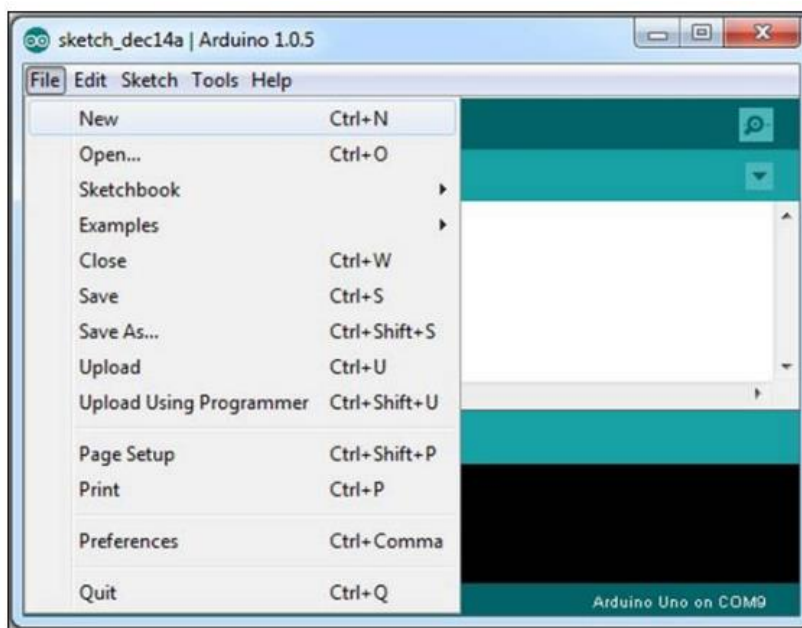 sketch_dec14a | Arduino 1.0.5
File Edit Sketch Tools Help
New Ctrl+N
Open... Ctrl+O
Sketchbook
Examples
Close Ctrl+W
Save Ctrl+S
Save As... Ctrl+Shift+S
Upload Ctrl+U
Upload Using Programmer Ctrl+Shift+U
Page Setup Ctrl+Shift+P
Print Ctrl+P
Preferences Ctrl+Comma
Quit Ctrl+Q
Arduino Uno on COM9